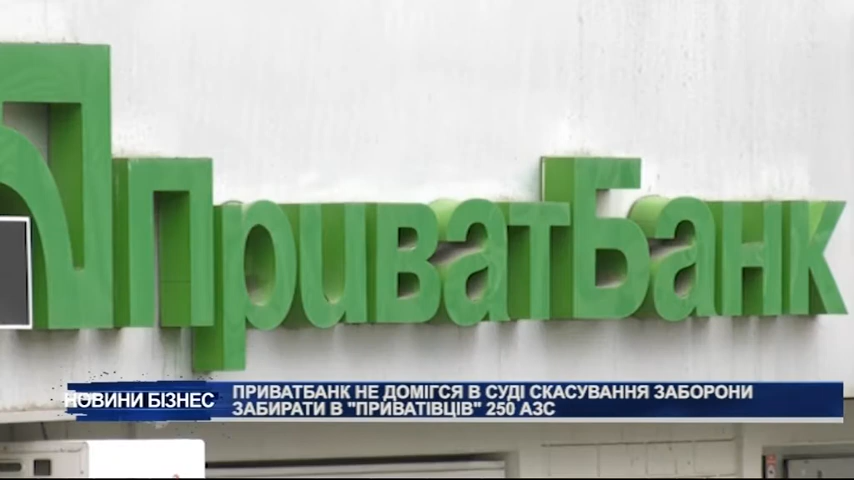 ПриватБанк
НОВИНИ БІЗНЕС
ПРИВАТБАНК НЕ ДОМІГСЯ В СУДІ СКАСУВАННЯ ЗАБОРОНИ
ЗАБИРАТИ В "ПРИВАТІВЦІВ" 250 АЗС